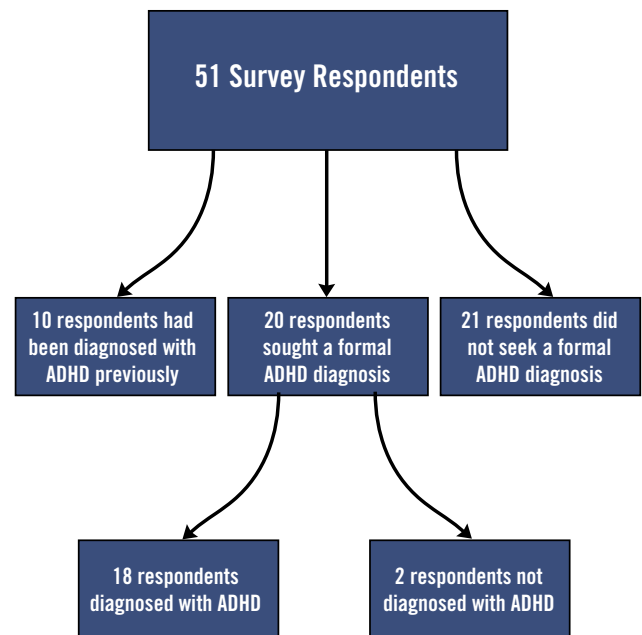 51 Survey Respondents
10 respondents had
been diagnosed with
ADHD previously
20 respondents
sought a formal
ADHD diagnosis
21 respondents did
not seek a formal
ADHD diagnosis
18 respondents
diagnosed with ADHD
2 respondents not
diagnosed with ADHD